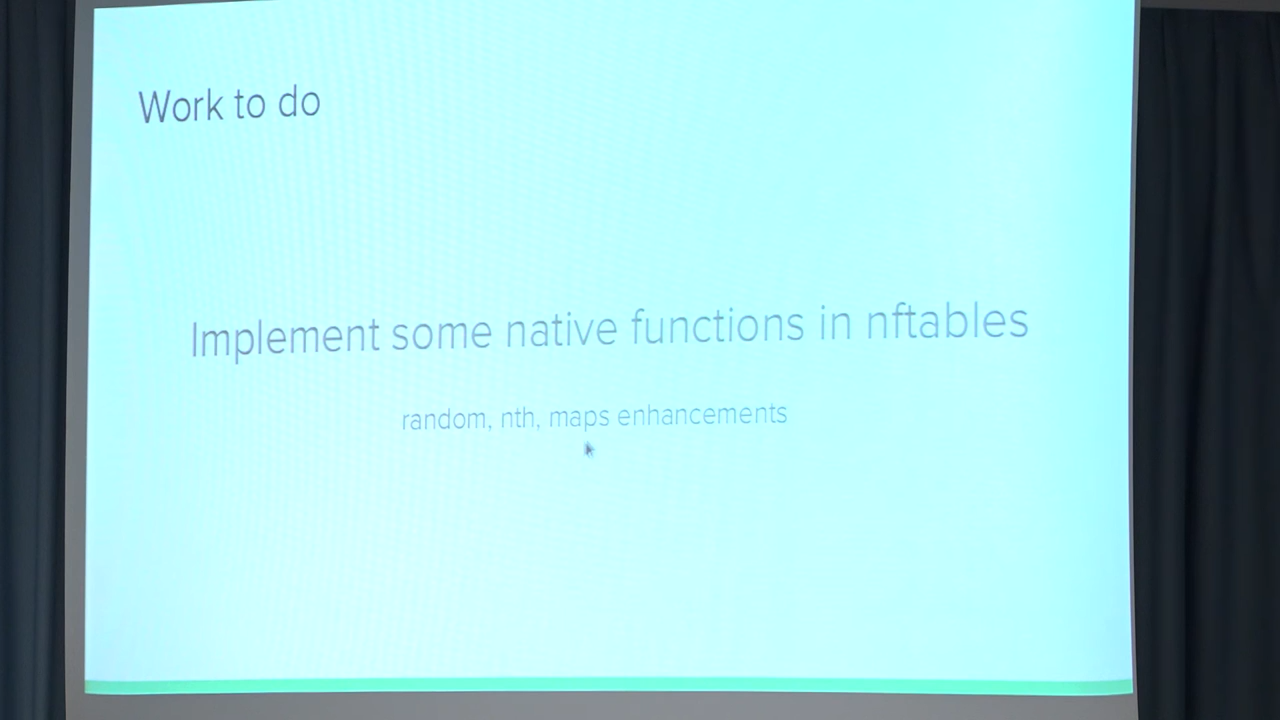 Work to do
Implement some native functions in nftables
random, nth, maps enhancements